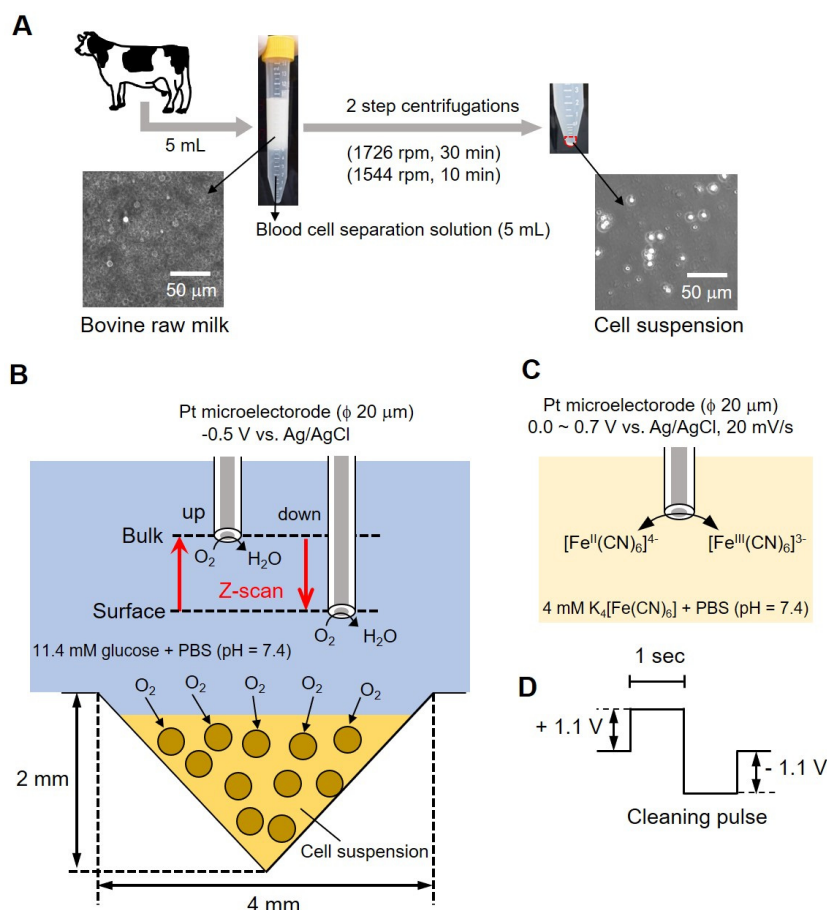 A
5 mL
2 step centrifugations
(1726 rpm, 30 min)
(1544 rpm, 10 min)
Blood cell separation solution (5 mL)
50 μm
Bovine raw milk
50 μm
Cell suspension
B
Pt microelectorode (ϕ 20 μm)
-0.5 V vs. Ag/AgCl
up
down
Bulk
O2
H2O
Z-scan
Surface
O2
H2O
11.4 mM glucose + PBS (pH = 7.4)
O2 O2 O2 O2
2 mm
Cell suspension
4 mm
C
Pt microelectorode (ϕ 20 μm)
0.0 ~ 0.7 V vs. Ag/AgCl, 20 mV/s
[FeII(CN)6]4- [FeIII(CN)6]3-
4 mM K4[Fe(CN)6] + PBS (pH = 7.4)
D
1 sec
+ 1.1 V
- 1.1 V
Cleaning pulse